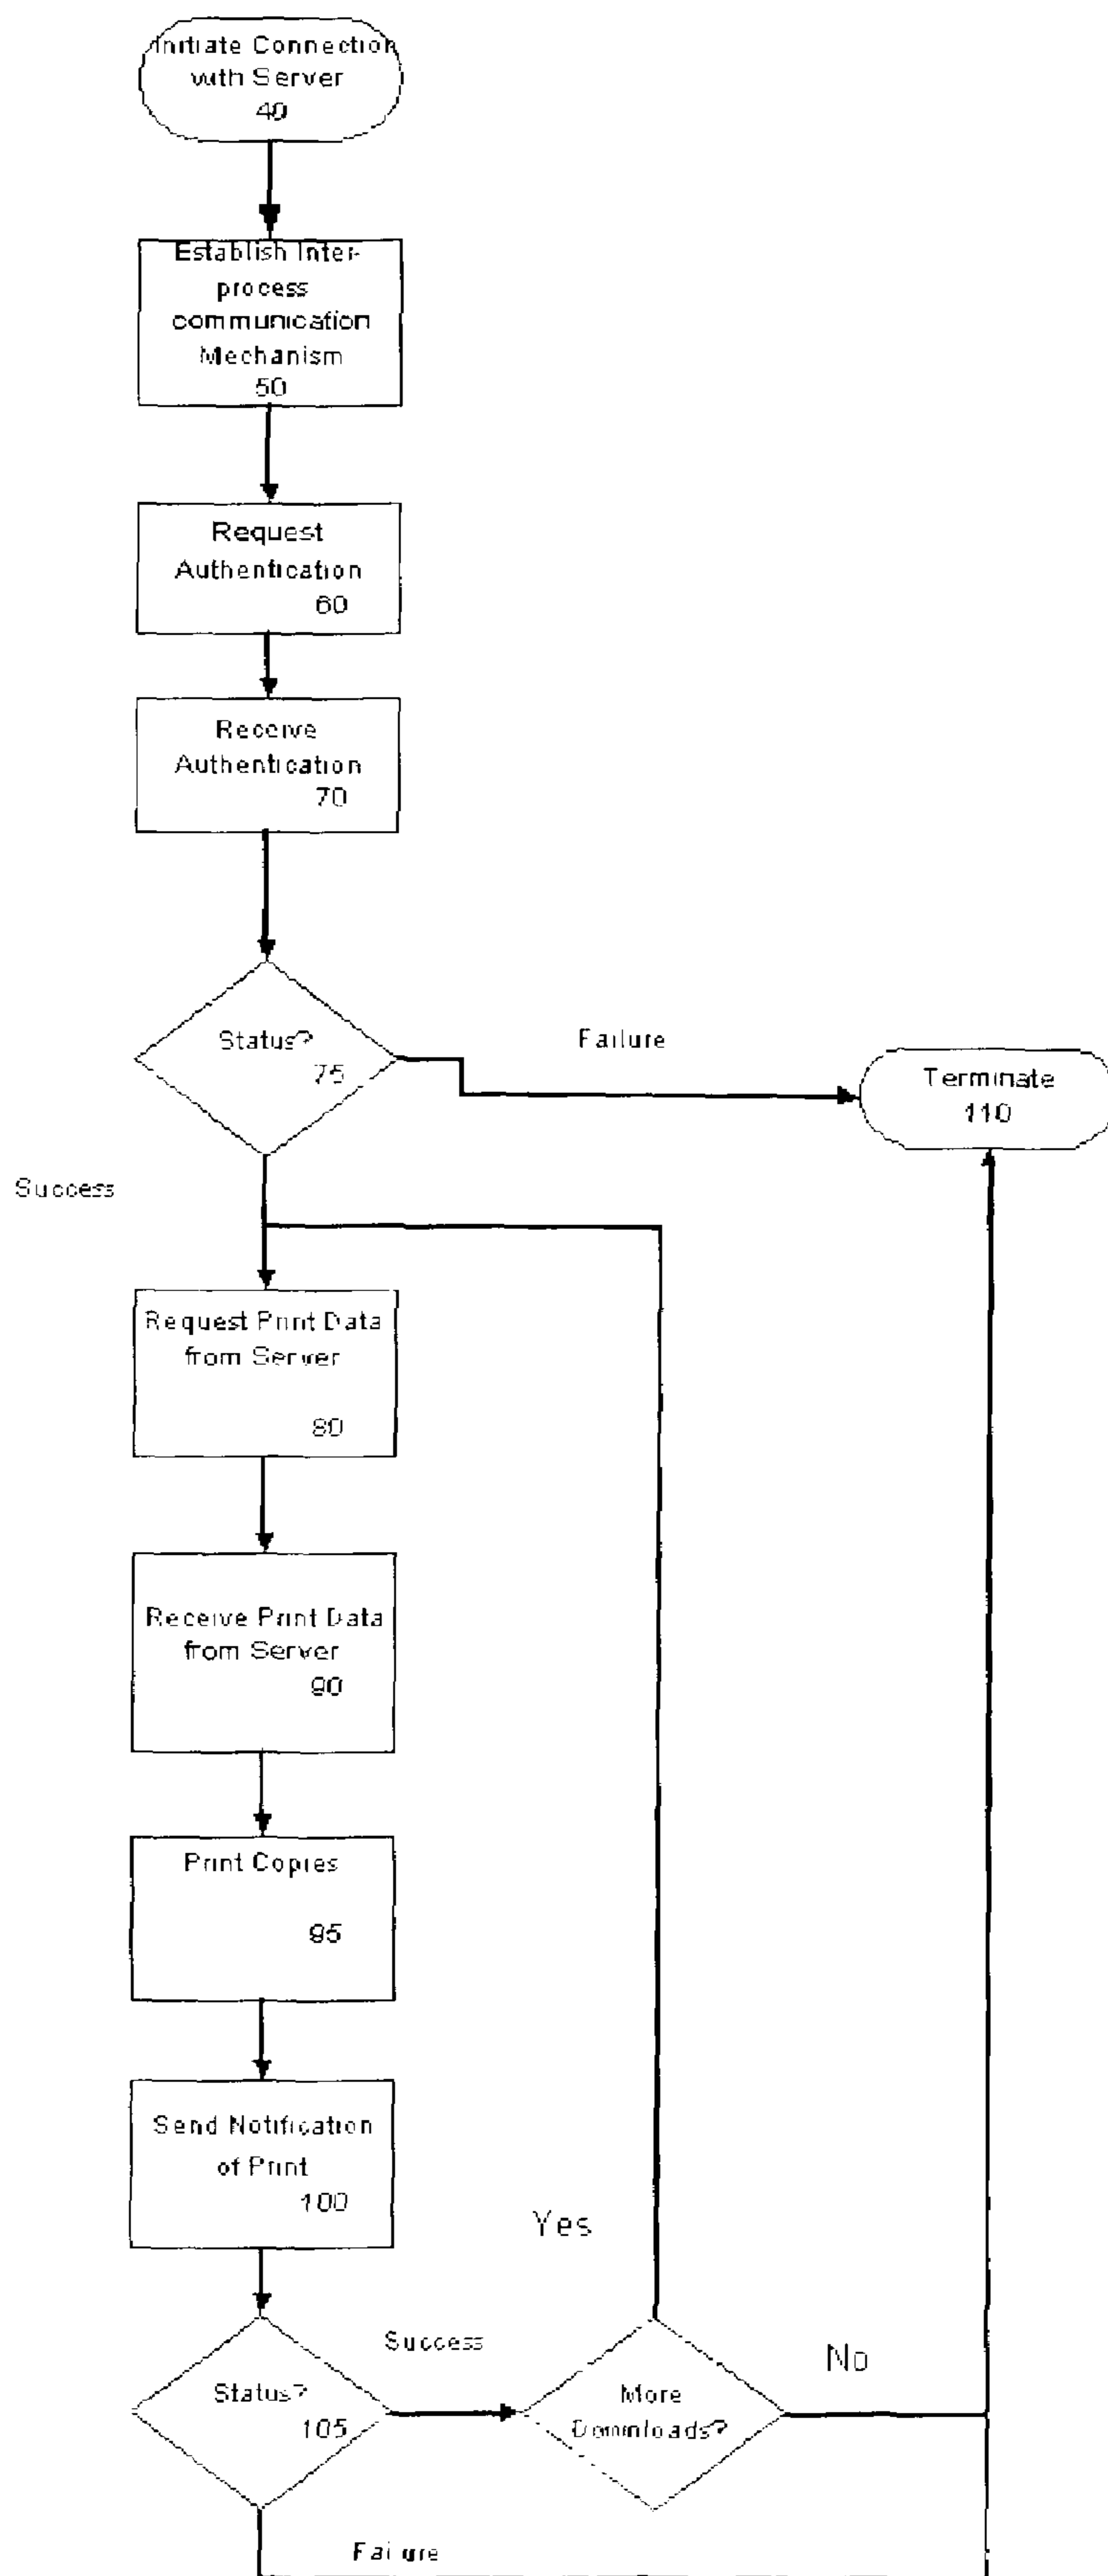 Initiate Connection
with Server
40
Establish Inter-
process
communication
Mechanism
50
Request
Authentication
60
Receive
Authentication
70
Status?
75
Failure
Terminate
110
Success
Request Print Data
from Server
80
Receive Print Data
from Server
90
Print Copies
95
Send Notification
of Print
100
Yes
Status?
105
Success
More
Downloads?
No
Failure